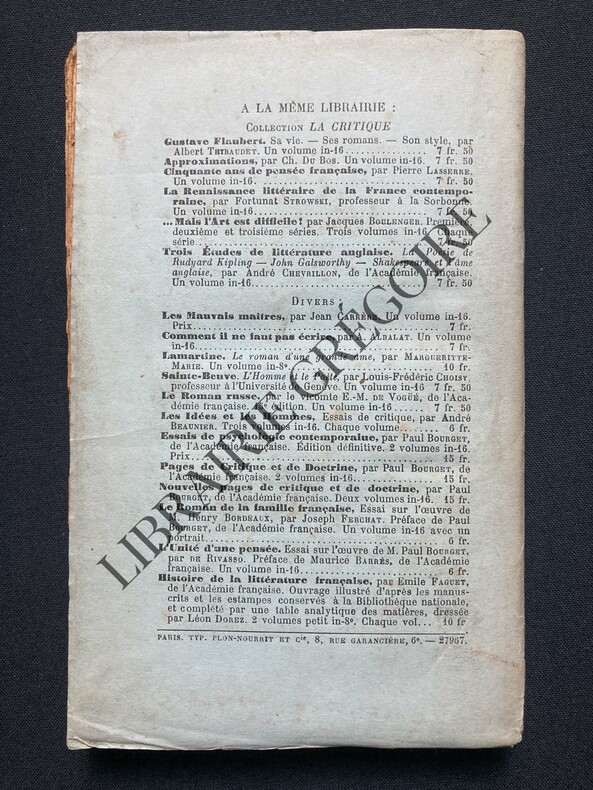 A LA MÊME LIBRAIRIE :
COLLECTION LA CRITIQUE
Gustave Flaubert. Sa vie. — Ses romans. — Son style, par
Albert THIBAUDET. Un volume in-16. 7 fr. 50
Approximations, par Ch. DU BOS. Un volume in-16. 7 fr. 50
Cinquante ans de pensée française, par Pierre LASSERRE,
Un volume in-16. 7 fr. 50
La Renaissance littéraire de la France contempo-
raine, par Fortunat STROWSKI, professeur à la Sorbonne.
Un volume in-16. 7 fr. 50
...Mais l'Art est difficile! par Jacques BOULENGER. Première,
deuxième et troisième séries. Trois volumes in-16. Chaque
série. 7 fr. 50
Trois Études de littérature anglaise. La de
Rudyard Kipling — John Galsworthy — Shakespeare et l'âme
anglaise, par André CHEVRILLON, de l'Académie française.
Un volume in-16. 7 fr. 50
DIVERS :
Les Mauvais maîtres, par Jean CARRÈRE. Un volume in-16.
Prix. 7 fr.
Comment il ne faut pas écrire, par A. ALBALAT. Un volume
in-16. 7 fr.
Lamartine. Le roman d'une grande âme, par MARGUERITTE-
MARIE. Un volume in-8°. 10 fr.
Sainte-Beuve. L'Homme et le par Louis-Frédéric CHOISY,
professeur à l'Université de Genève. Un volume in-16 7 fr. 50
Le Roman russe, par le vicomte E.-M. DE VOGÜÉ, de l'Aca-
démie française. édition. Un volume in-16. 7 fr. 50
Les Idées et les Hommes, Essais de critique, par André
BEAUNIER. Trois volumes in-16. Chaque volume. 6 fr.
Essais de psychologie contemporaine, par Paul BOURGET,
de l'Académie française. Édition définitive. 2 volumes in-16.
Prix. 15 fr.
Pages de Critique et de Doctrine, par Paul BOURGET, de
l'Académie française. 2 volumes in-16. 15 fr.
Nouvelles pages de critique et de doctrine, par Paul
BOURGET, de l'Académie française. Deux volumes in-16. 15 fr.
Le Roman de la famille française, Essai sur l'œuvre de
M. Henry BORDEAUX, par Joseph FERCHAT. Préface de Paul
BOURGET, de l'Académie française. Un volume in-16 avec un
portrait. 6 fr.
L'Unité d'une pensée. Essai sur l'œuvre de M. Paul BOURGET,
par DE RIVASSO. Préface de Maurice BARRÈS, de l'Académie
française. Un volume in-16. 6 fr.
Histoire de la littérature française, par Émile FAGUET,
de l'Académie française. Ouvrage illustré d'après les manus-
crits et les estampes conservés à la Bibliothèque nationale,
et complété par une table analytique des matières, dressée
par Léon DOREZ. 2 volumes petit in-8°. Chaque vol... 10 fr
PARIS. TYP. PLON-NOURRIT ET Cie, 8, RUE GARANCIÈRE, 6e. — 27967.
LIBRAIRIE GRÉGOIRE